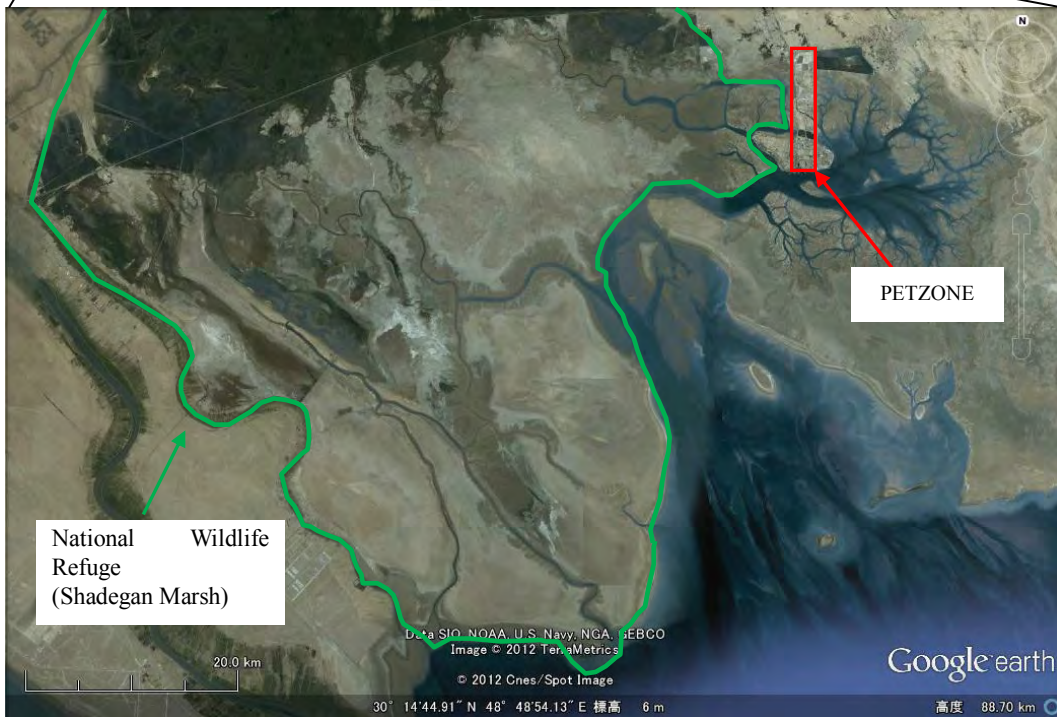 N
PETZONE
National Wildlife
Refuge
(Shadegan Marsh)
20.0 km
Data SIO, NOAA, U.S. Navy, NGA, GEBCO
Image © 2012 TerraMetrics
© 2012 Cnes/Spot Image
Google earth
30° 14'44.91" N 48° 48'54.13" E 標高 6 m
高度 88.70 km